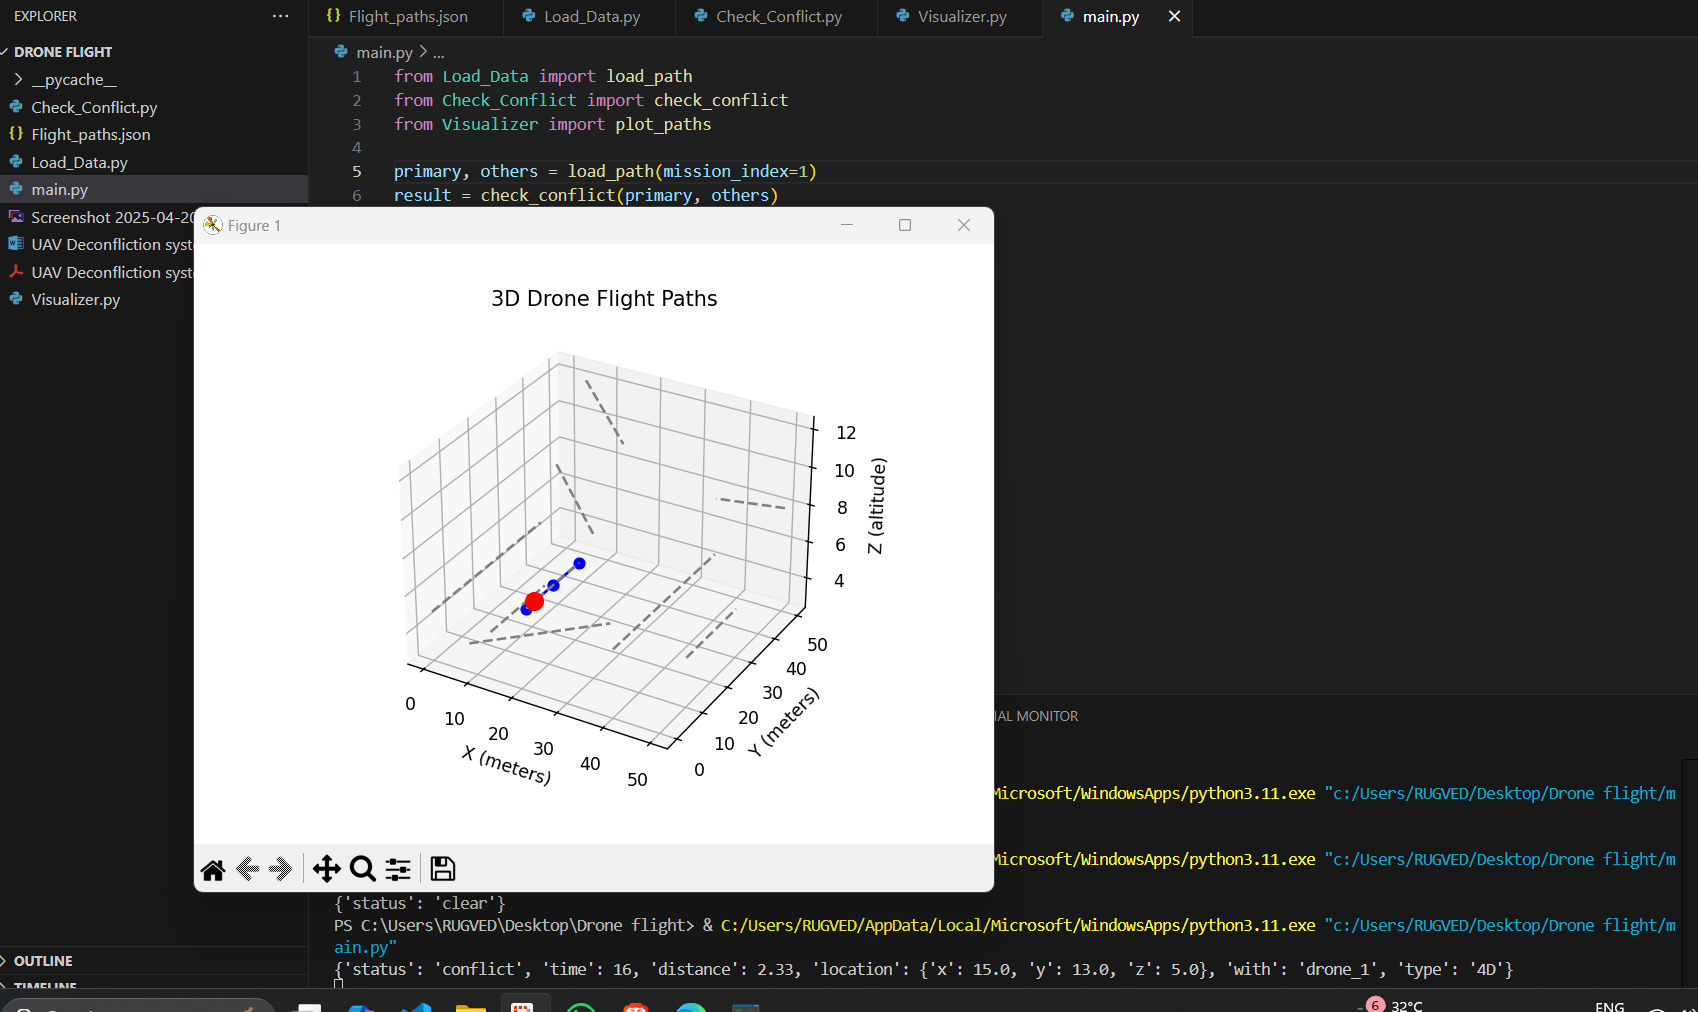 EXPLORER
···
Flight_paths.json
Load_Data.py
Check_Conflict.py
Visualizer.py
main.py
DRONE FLIGHT
__pycache__
Check_Conflict.py
Flight_paths.json
Load_Data.py
main.py
Screenshot 2025-04-20
UAV Deconfliction syst
UAV Deconfliction syst
Visualizer.py
OUTLINE
TIMELINE
main.py > ...
1 from Load_Data import load_path
2 from Check_Conflict import check_conflict
3 from Visualizer import plot_paths
4
5 primary, others = load_path(mission_index=1)
6 result = check_conflict(primary, others)
Figure 1
3D Drone Flight Paths
12
10
8
6
4
Z (altitude)
50
40
30
20
10
0
Y (meters)
0
10
20
30
40
50
X (meters)
IAL MONITOR
Microsoft/WindowsApps/python3.11.exe "c:/Users/RUGVED/Desktop/Drone flight/m
Microsoft/WindowsApps/python3.11.exe "c:/Users/RUGVED/Desktop/Drone flight/m
{'status': 'clear'}
PS C:\Users\RUGVED\Desktop\Drone flight> & C:/Users/RUGVED/AppData/Local/Microsoft/WindowsApps/python3.11.exe "c:/Users/RUGVED/Desktop/Drone flight/m
ain.py"
{'status': 'conflict', 'time': 16, 'distance': 2.33, 'location': {'x': 15.0, 'y': 13.0, 'z': 5.0}, 'with': 'drone_1', 'type': '4D'}
6
32°C
ENG